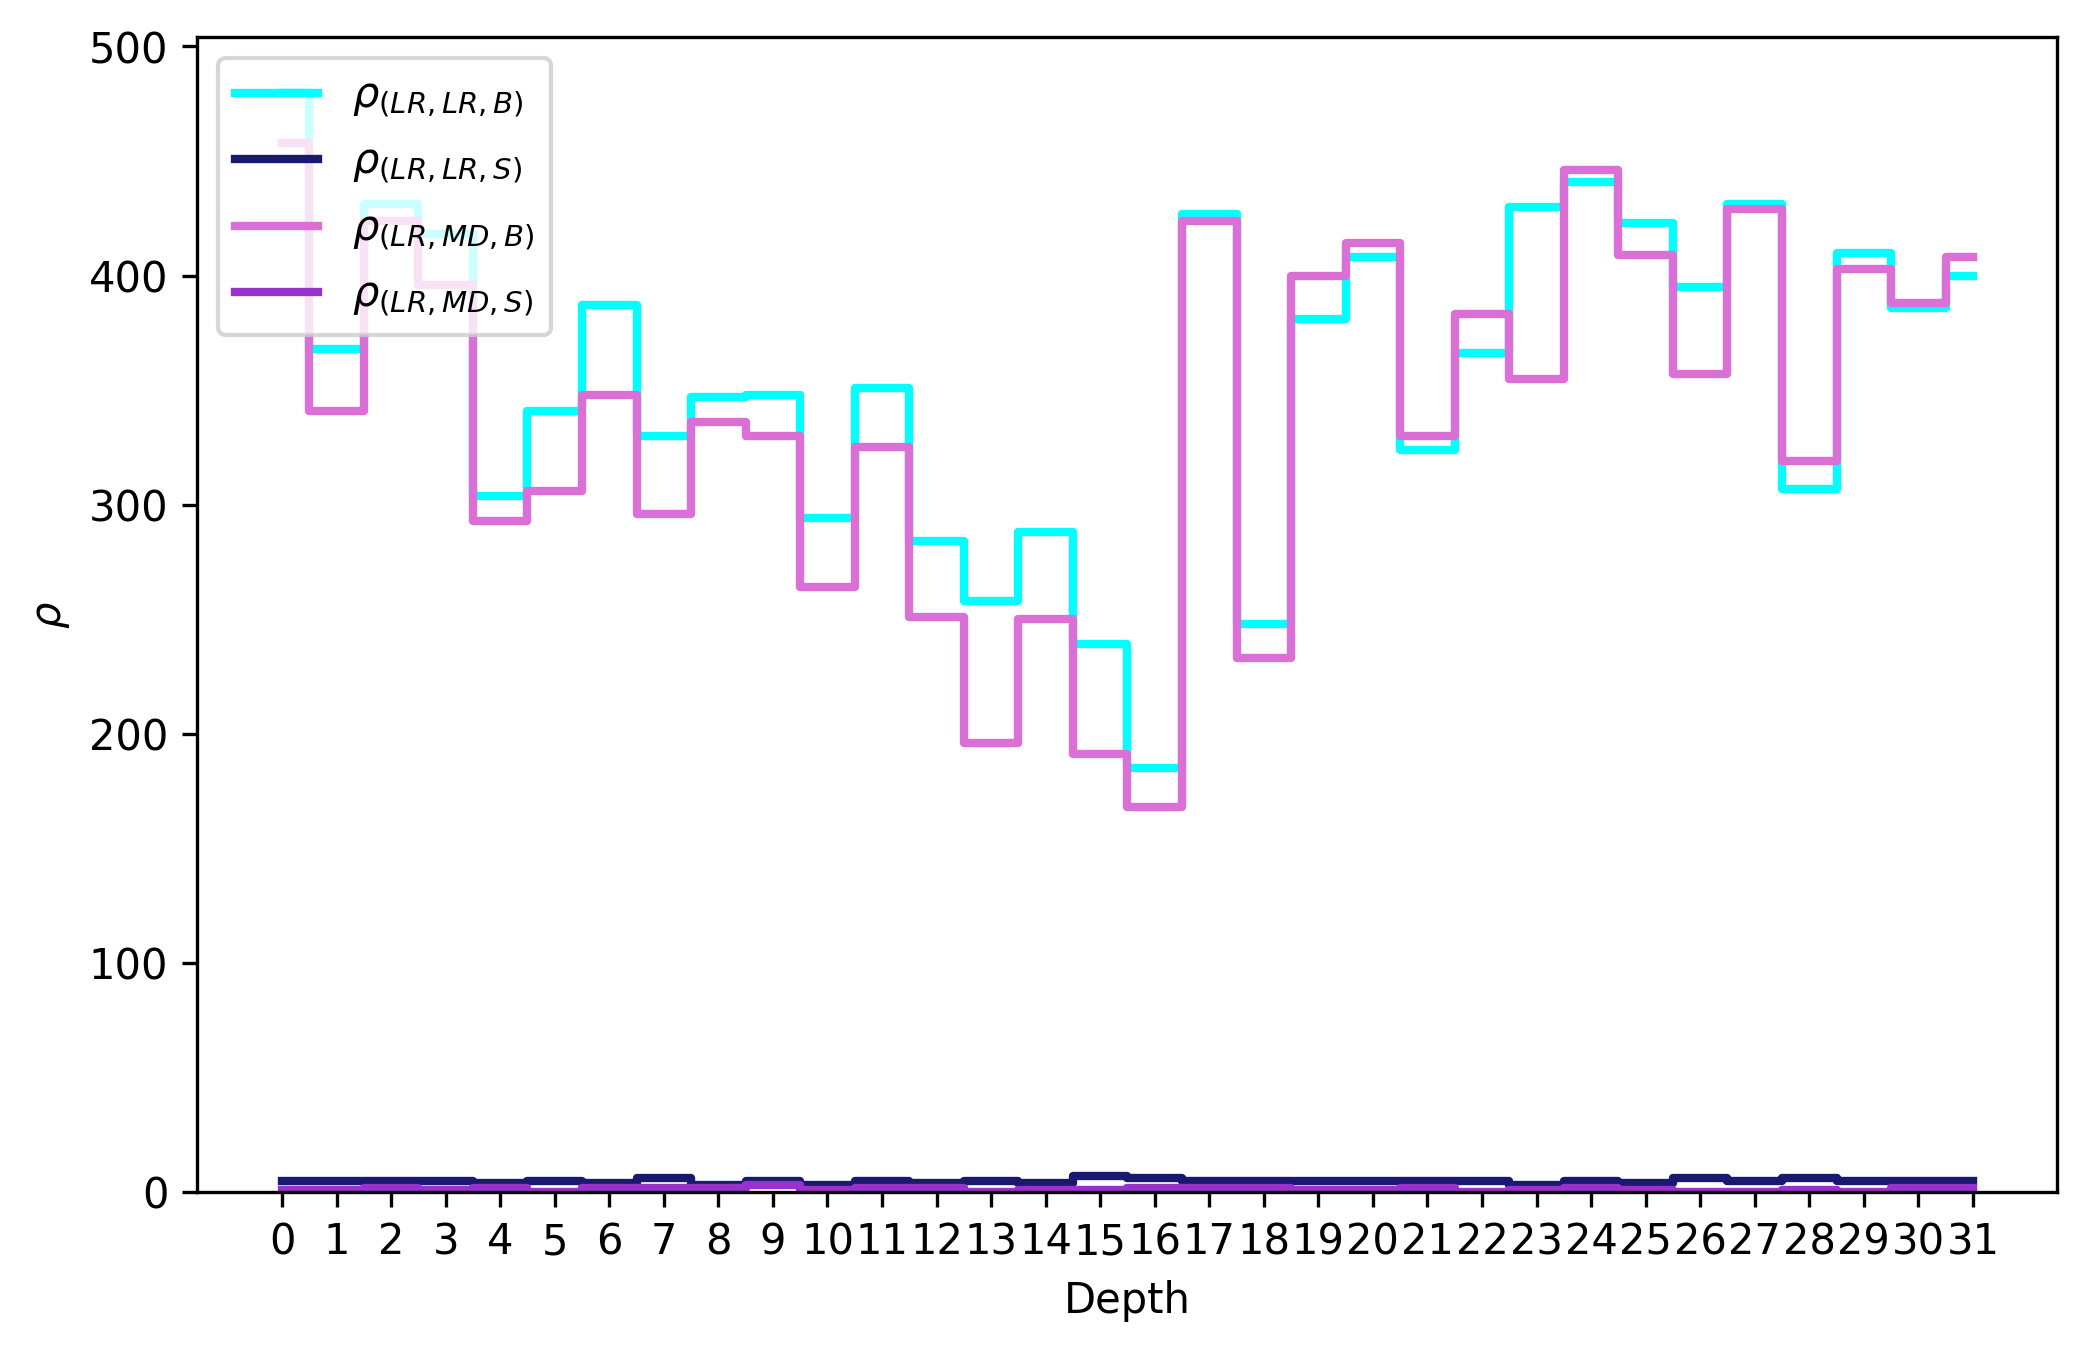 500
400
300
200
100
0
ρ
ρ(LR, LR, B)
ρ(LR, LR, S)
ρ(LR, MD, B)
ρ(LR, MD, S)
0 1 2 3 4 5 6 7 8 9 10 11 12 13 14 15 16 17 18 19 20 21 22 23 24 25 26 27 28 29 30 31
Depth